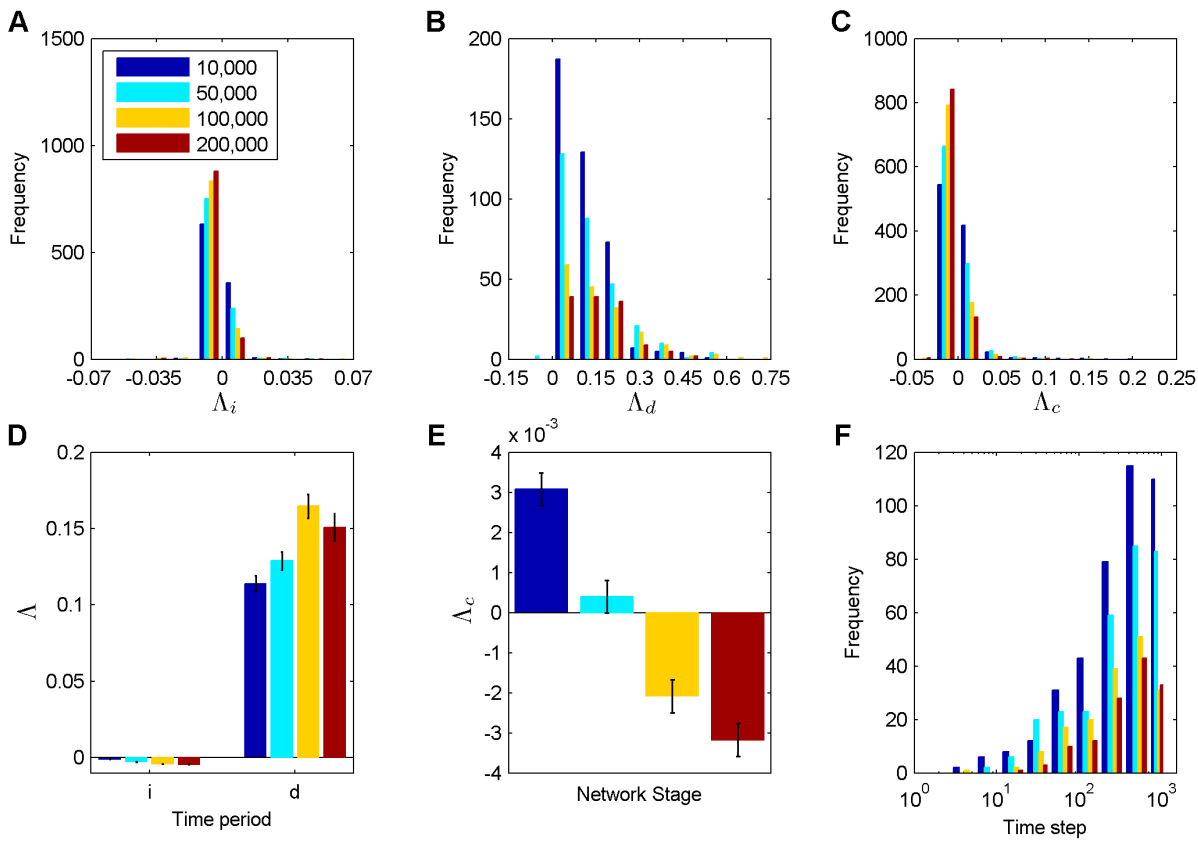 A
1500
1000
500
0
Frequency
10,000
50,000
100,000
200,000
-0.07 -0.035 0 0.035 0.07
Λi
B
200
150
100
50
0
Frequency
-0.15 0 0.15 0.3 0.45 0.6 0.75
Λd
C
1000
800
600
400
200
0
Frequency
-0.05 0 0.05 0.1 0.15 0.2 0.25
Λc
D
0.2
0.15
0.1
0.05
0
Λ
i d
Time period
E
x 10-3
4
3
2
1
0
-1
-2
-3
-4
Λc
Network Stage
F
120
100
80
60
40
20
0
Frequency
100 101 102 103
Time step